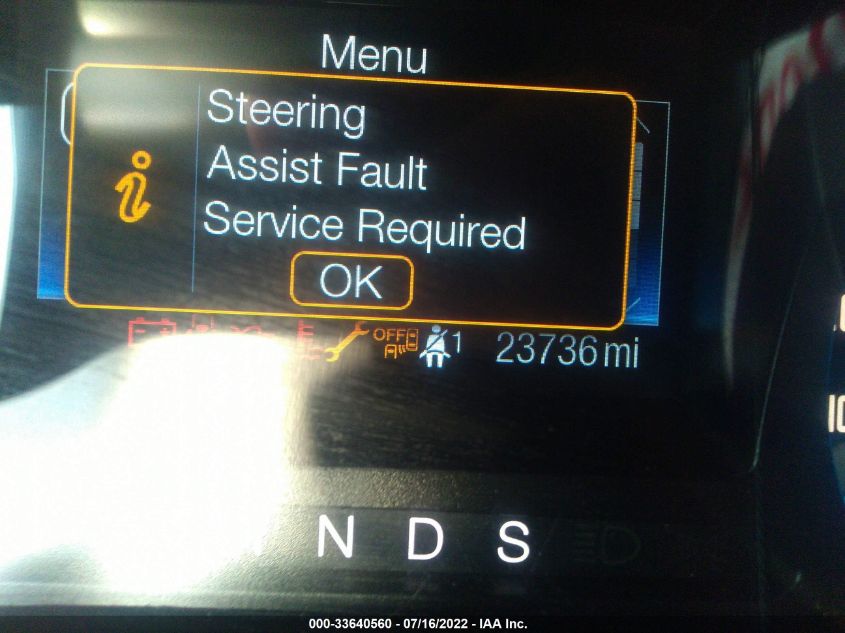 Menu
Steering
Assist Fault
Service Required
OK
OFF
1
23736 mi
N D S
000-33640560 - 07/16/2022 - IAA Inc.